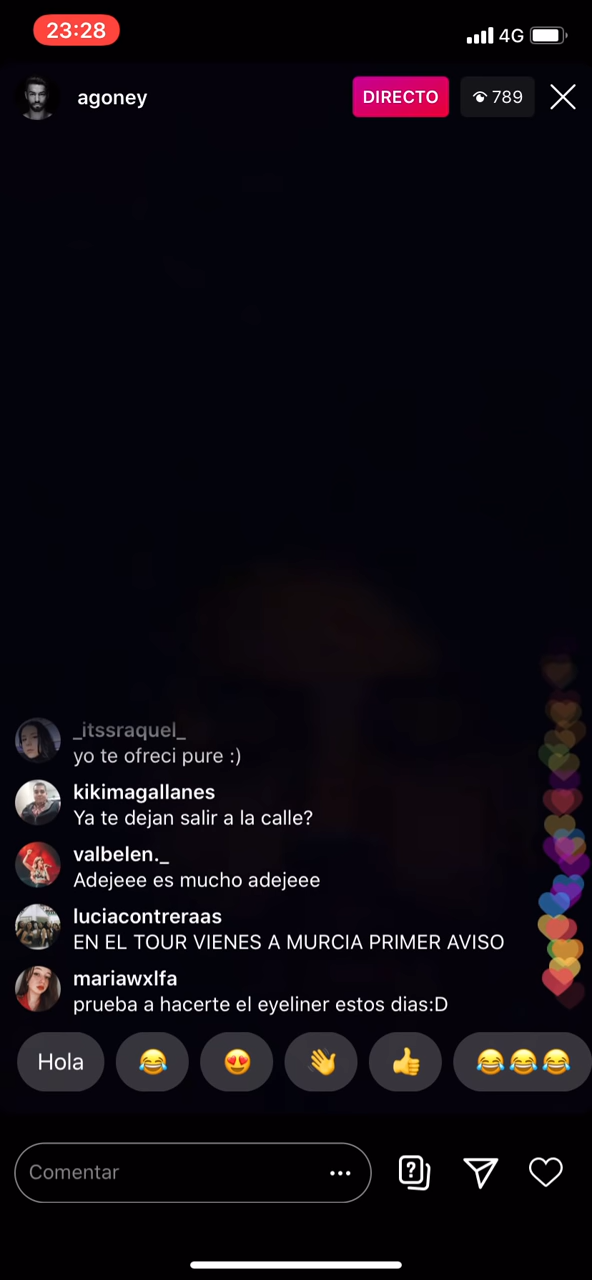 23:28
4G
agoney
DIRECTO
789
_itssraquel_
yo te ofreci pure :)
kikimagallanes
Ya te dejan salir a la calle?
valbelen._
Adejeee es mucho adejeee
luciacontreraas
EN EL TOUR VIENES A MURCIA PRIMER AVISO
mariawxlfa
prueba a hacerte el eyeliner estos dias:D
Hola 😂 😍 👋 👍 😂😂😂
Comentar ...